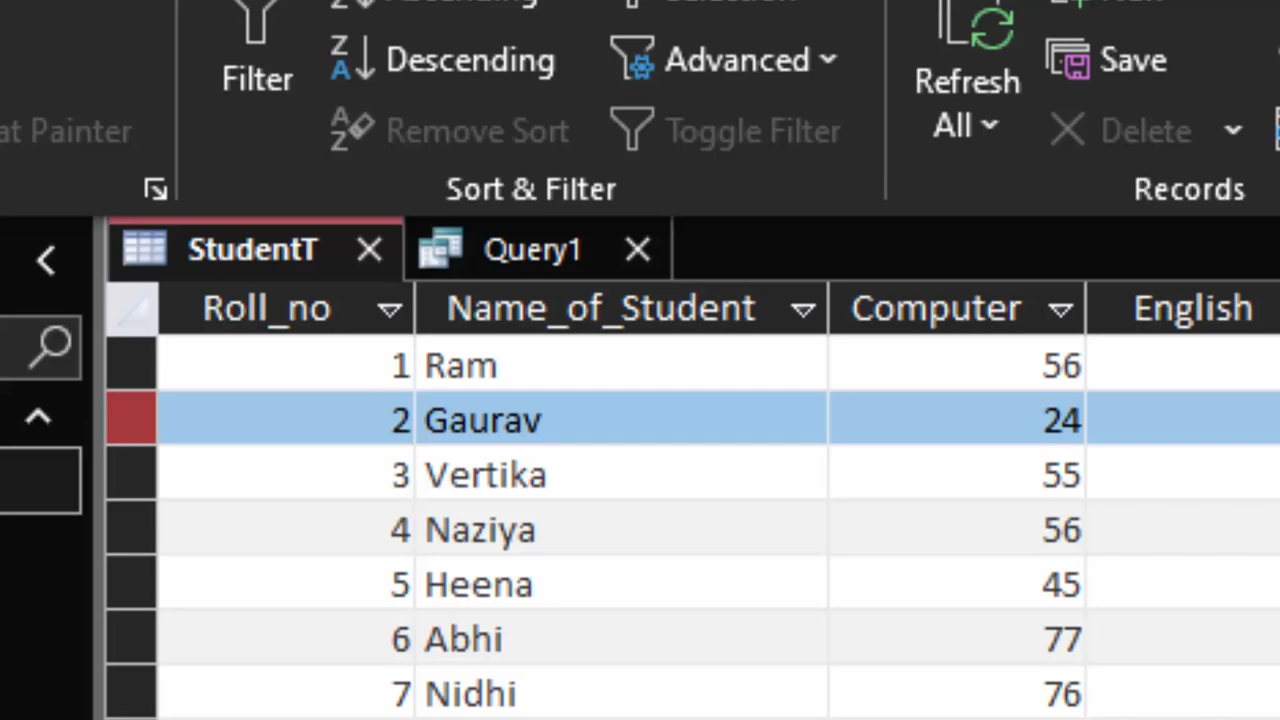 Filter
Descending
Advanced
Save
Refresh
All
at Painter
Remove Sort
Toggle Filter
Delete
Sort & Filter
Records
StudentT
Query1
Roll_no Name_of_Student Computer English
1 Ram 56
2 Gaurav 24
3 Vertika 55
4 Naziya 56
5 Heena 45
6 Abhi 77
7 Nidhi 76